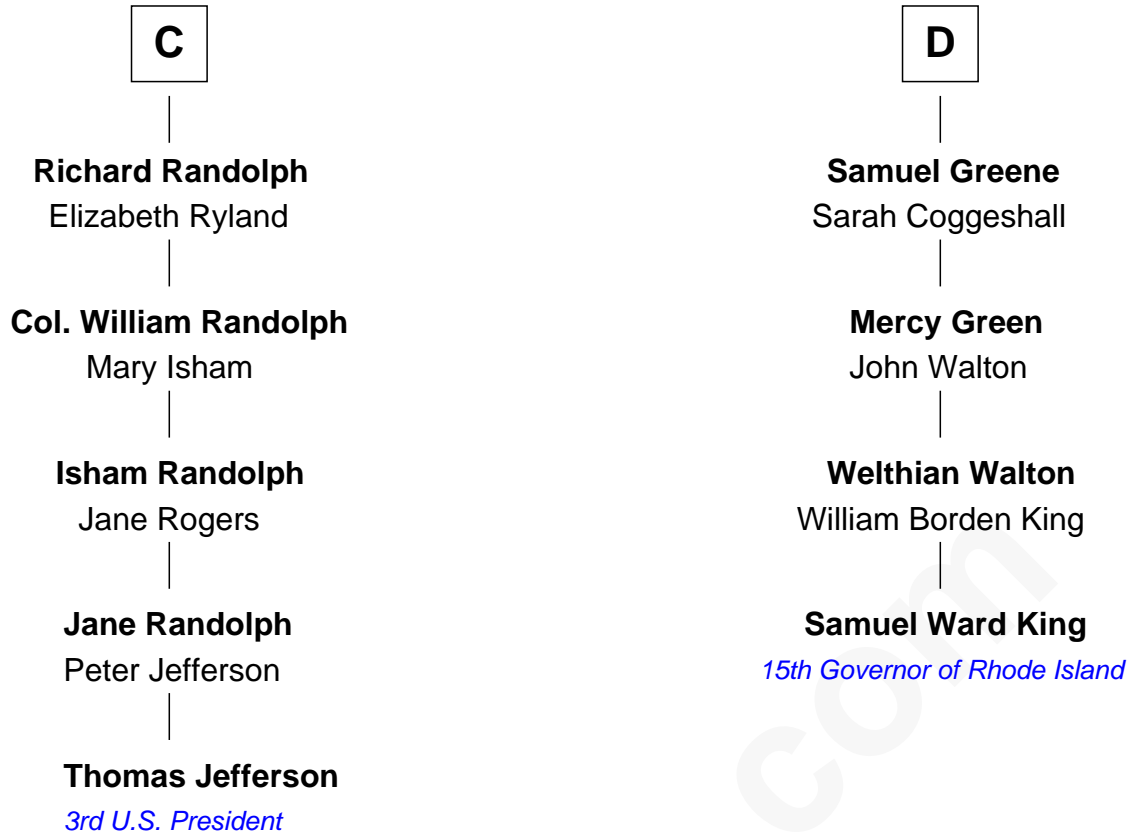 C
Richard Randolph
Elizabeth Ryland
Col. William Randolph
Mary Isham
Isham Randolph
Jane Rogers
Jane Randolph
Peter Jefferson
Thomas Jefferson
3rd U.S. President
D
Samuel Greene
Sarah Coggeshall
Mercy Green
John Walton
Welthian Walton
William Borden King
Samuel Ward King
15th Governor of Rhode Island
com